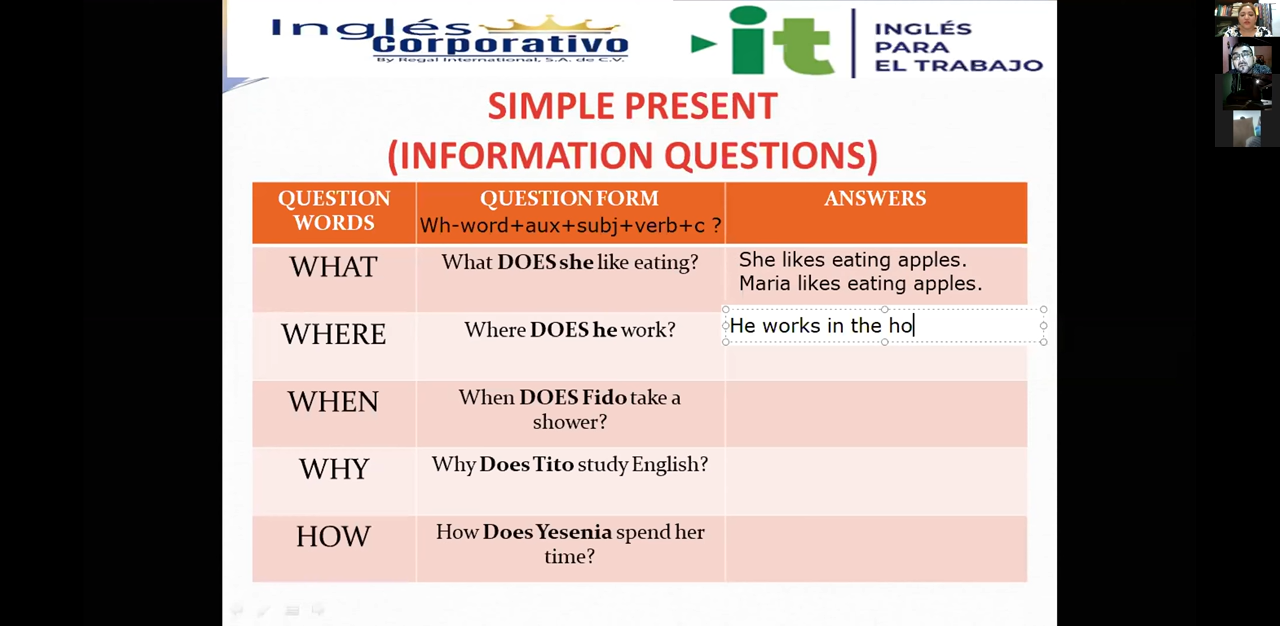 Inglés
Corporativo
By Regal International, S.A. de C.V.
it
INGLÉS
PARA
EL TRABAJO
SIMPLE PRESENT
(INFORMATION QUESTIONS)
QUESTION
WORDS
QUESTION FORM
Wh-word+aux+subj+verb+c ?
ANSWERS
WHAT
What DOES she like eating?
She likes eating apples.
Maria likes eating apples.
WHERE
Where DOES he work?
He works in the ho
WHEN
When DOES Fido take a
shower?
WHY
Why Does Tito study English?
HOW
How Does Yesenia spend her
time?